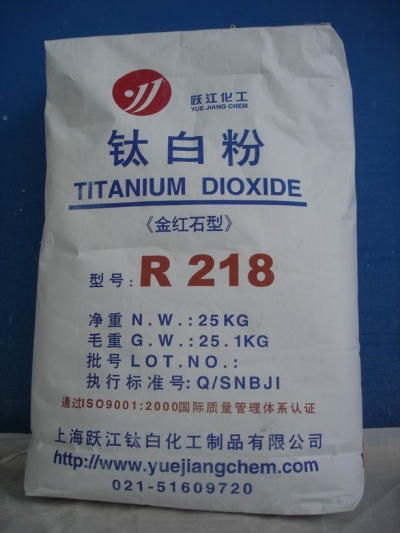 跃江化工
YUE JIANG CHEM
钛白粉
TITANIUM DIOXIDE
《金红石型》
型号: R 218
净重 N.W.:25KG
毛重 G.W.:25.1KG
批号 LOT.NO.:
执行标准号: Q/SNBJI
通过ISO9001:2000国际质量管理体系认证
上海跃江钛白化工制品有限公司
http://www.yuejiangchem.com
021-51609720